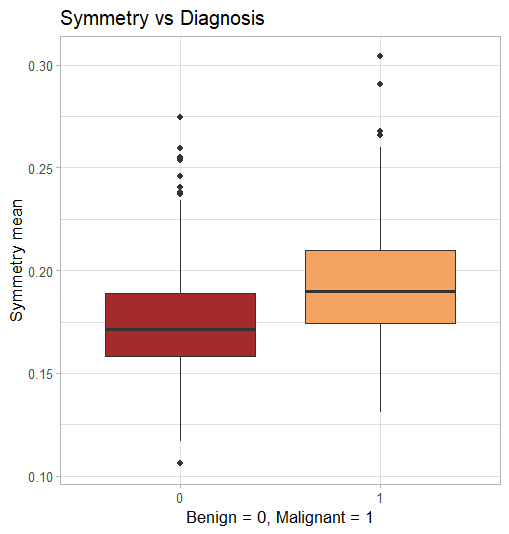 Symmetry vs Diagnosis
Symmetry mean
0.30
0.25
0.20
0.15
0.10
0
1
Benign = 0, Malignant = 1